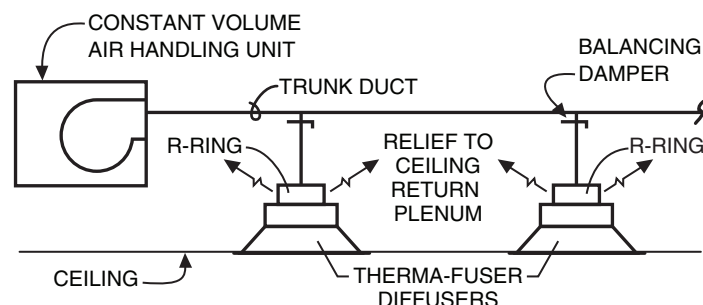 CONSTANT VOLUME
AIR HANDLING UNIT
BALANCING
DAMPER
TRUNK DUCT
R-RING
RELIEF TO
CEILING
RETURN
PLENUM
R-RING
CEILING
THERMA-FUSER
DIFFUSERS